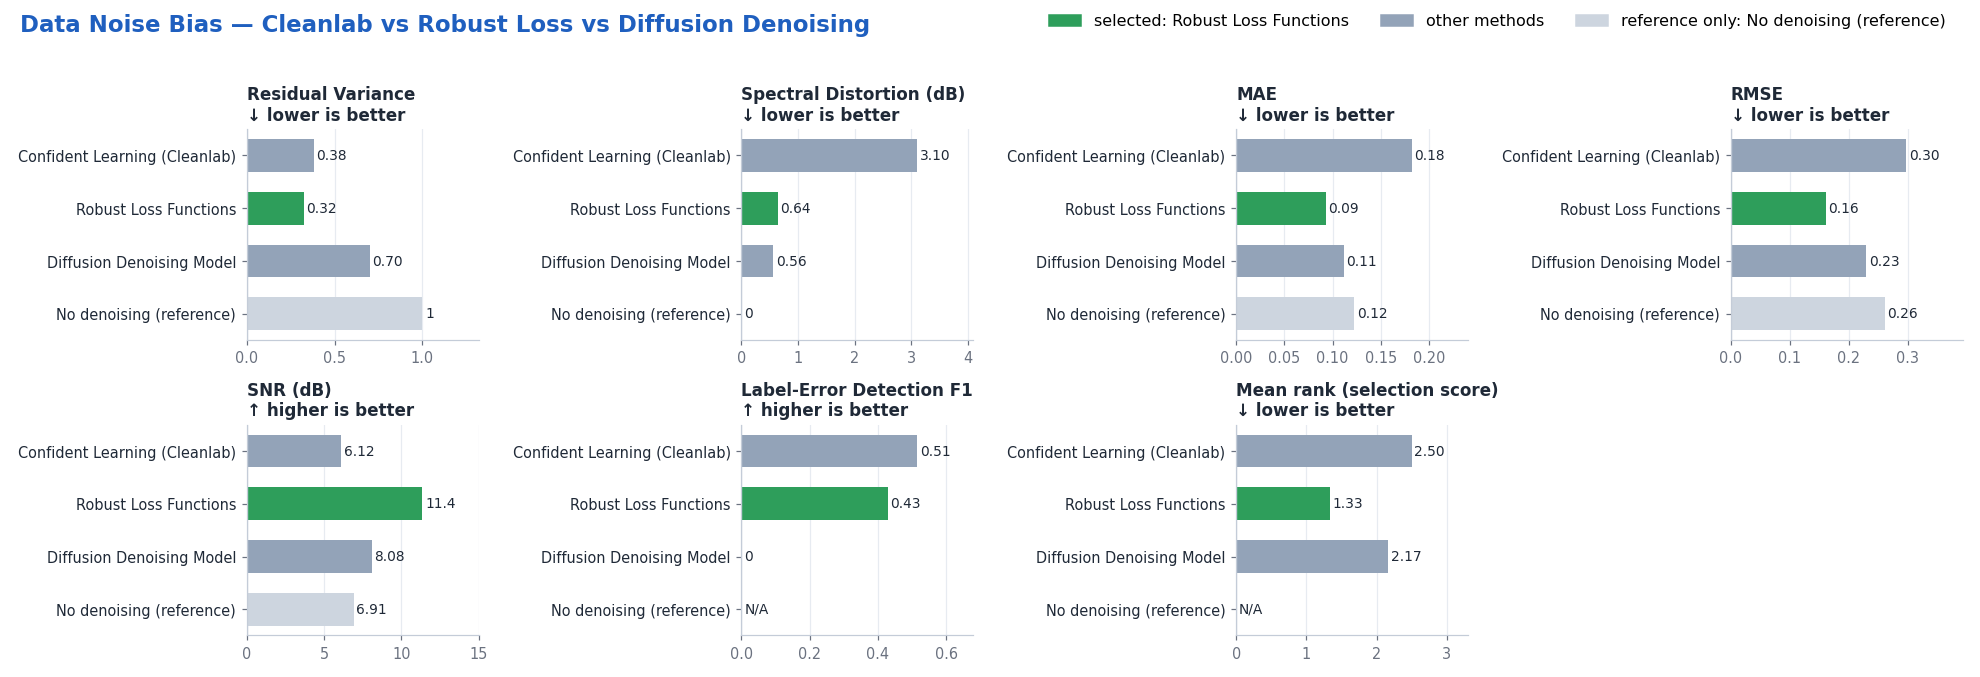 Data Noise Bias — Cleanlab vs Robust Loss vs Diffusion Denoising
selected: Robust Loss Functions
other methods
reference only: No denoising (reference)
Residual Variance
↓ lower is better
Confident Learning (Cleanlab)
0.38
Robust Loss Functions
0.32
Diffusion Denoising Model
0.70
No denoising (reference)
1
0.0 0.5 1.0
Spectral Distortion (dB)
↓ lower is better
Confident Learning (Cleanlab)
3.10
Robust Loss Functions
0.64
Diffusion Denoising Model
0.56
No denoising (reference)
0
0 1 2 3 4
MAE
↓ lower is better
Confident Learning (Cleanlab)
0.18
Robust Loss Functions
0.09
Diffusion Denoising Model
0.11
No denoising (reference)
0.12
0.00 0.05 0.10 0.15 0.20
RMSE
↓ lower is better
Confident Learning (Cleanlab)
0.30
Robust Loss Functions
0.16
Diffusion Denoising Model
0.23
No denoising (reference)
0.26
0.0 0.1 0.2 0.3
SNR (dB)
↑ higher is better
Confident Learning (Cleanlab)
6.12
Robust Loss Functions
11.4
Diffusion Denoising Model
8.08
No denoising (reference)
6.91
0 5 10 15
Label-Error Detection F1
↑ higher is better
Confident Learning (Cleanlab)
0.51
Robust Loss Functions
0.43
Diffusion Denoising Model
0
No denoising (reference)
N/A
0.0 0.2 0.4 0.6
Mean rank (selection score)
↓ lower is better
Confident Learning (Cleanlab)
2.50
Robust Loss Functions
1.33
Diffusion Denoising Model
2.17
No denoising (reference)
N/A
0 1 2 3